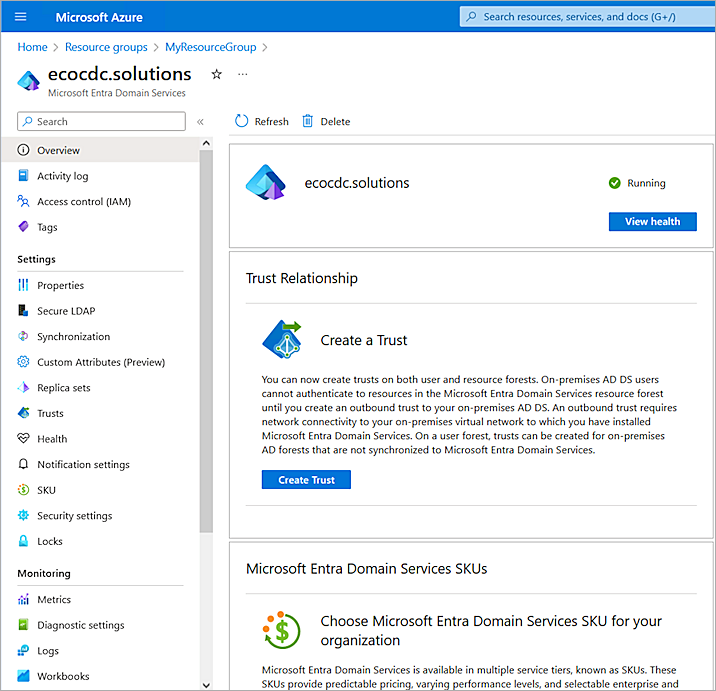 Microsoft Azure
Search resources, services, and docs (G+/)
Home > Resource groups > MyResourceGroup >
ecocdc.solutions
Microsoft Entra Domain Services
Search
Refresh
Delete
Overview
Activity log
Access control (IAM)
Tags
Settings
Properties
Secure LDAP
Synchronization
Custom Attributes (Preview)
Replica sets
Trusts
Health
Notification settings
SKU
Security settings
Locks
Monitoring
Metrics
Diagnostic settings
Logs
Workbooks
ecocdc.solutions
Running
View health
Trust Relationship
Create a Trust
You can now create trusts on both user and resource forests. On-premises AD DS users
cannot authenticate to resources in the Microsoft Entra Domain Services resource forest
until you create an outbound trust to your on-premises AD DS. An outbound trust requires
network connectivity to your on-premises virtual network to which you have installed
Microsoft Entra Domain Services. On a user forest, trusts can be created for on-premises
AD forests that are not synchronized to Microsoft Entra Domain Services.
Create Trust
Microsoft Entra Domain Services SKUs
Choose Microsoft Entra Domain Services SKU for your
organization
Microsoft Entra Domain Services is available in multiple service tiers, known as SKUs. These
SKUs provide predictable pricing, varying performance levels, and selectable enterprise and